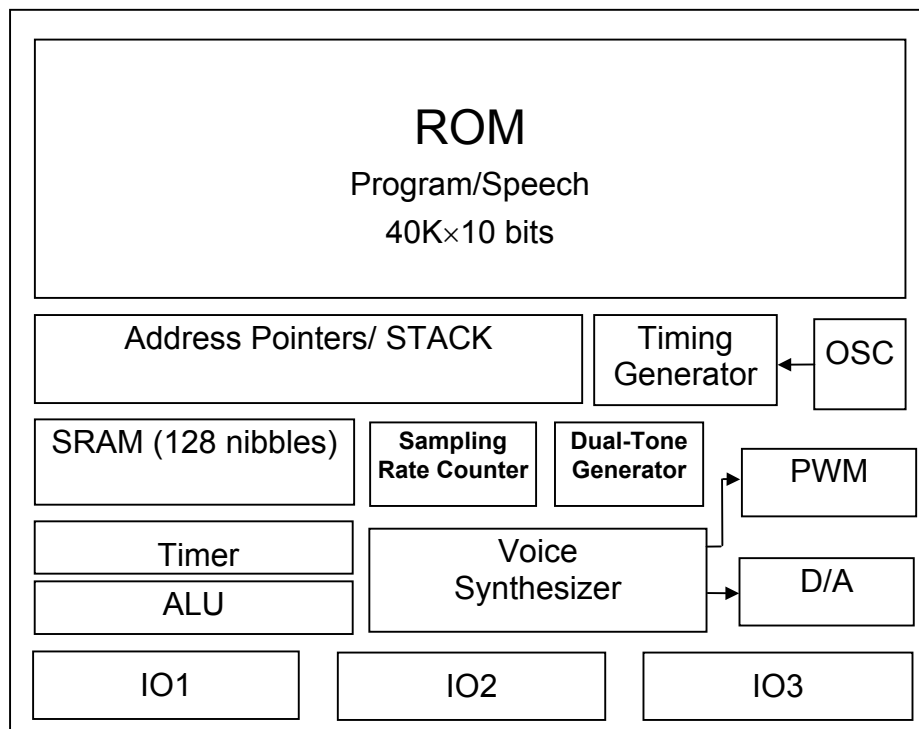 ROM
Program/Speech
40K×10 bits
Address Pointers/ STACK
Timing
Generator
OSC
SRAM (128 nibbles)
Sampling
Rate Counter
Dual-Tone
Generator
PWM
Timer
Voice
Synthesizer
D/A
ALU
IO1
IO2
IO3